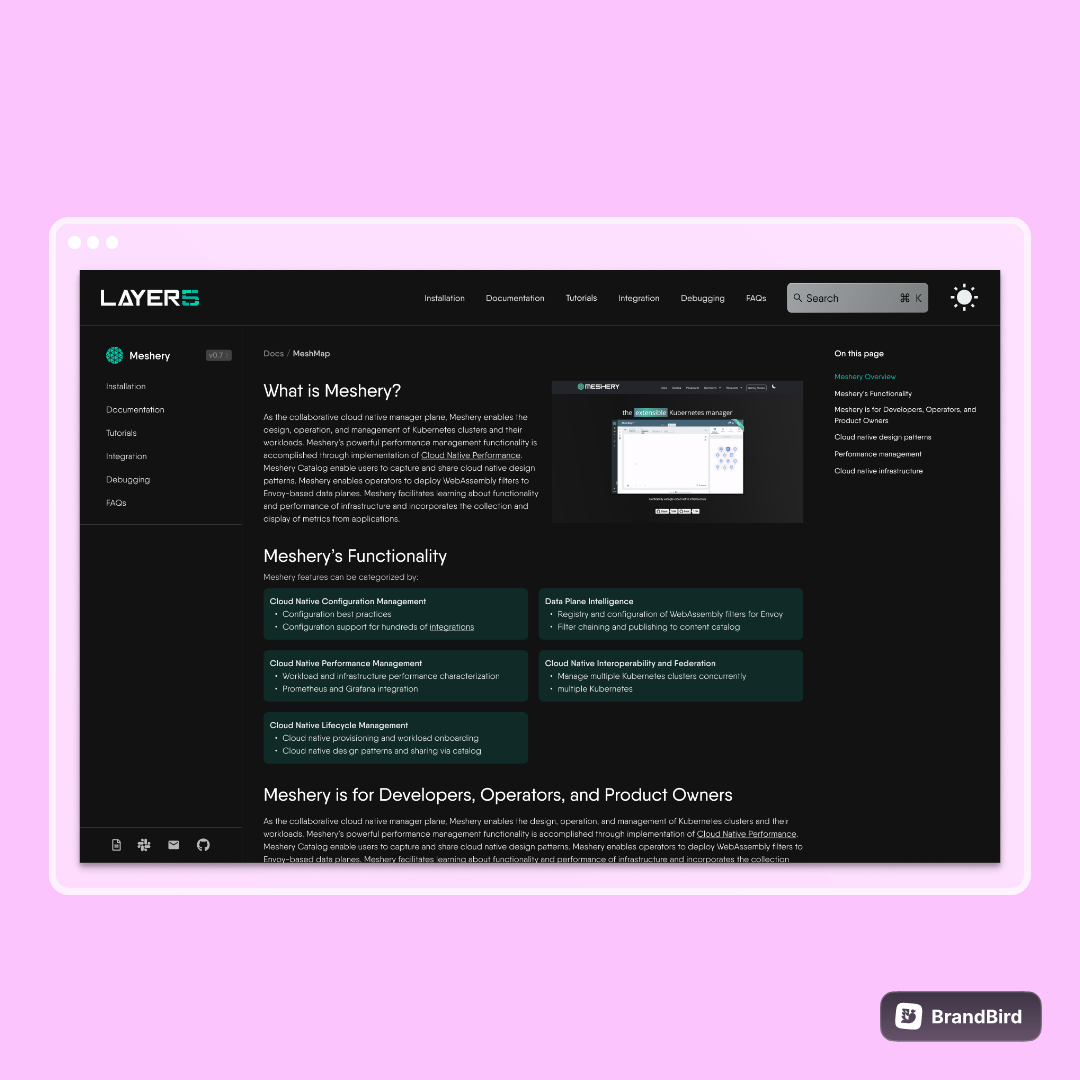 LAYER5
Installation
Documentation
Tutorials
Integration
Debugging
FAQs
Search
⌘ K
Meshery
v0.7
Installation
Documentation
Tutorials
Integration
Debugging
FAQs
Docs / MeshMap
What is Meshery?
As the collaborative cloud native manager plane, Meshery enables the
design, operation, and management of Kubernetes clusters and their
workloads. Meshery's powerful performance management functionality is
accomplished through implementation of Cloud Native Performance.
Meshery Catalog enable users to capture and share cloud native design
patterns. Meshery enables operators to deploy WebAssembly filters to
Envoy-based data planes. Meshery facilitates learning about functionality
and performance of infrastructure and incorporates the collection and
display of metrics from applications.
MESHERY
the extensible Kubernetes manager
Meshery's Functionality
Meshery features can be categorized by:
Cloud Native Configuration Management
• Configuration best practices
• Configuration support for hundreds of integrations
Data Plane Intelligence
• Registry and configuration of WebAssembly filters for Envoy
• Filter chaining and publishing to content catalog
Cloud Native Performance Management
• Workload and infrastructure performance characterization
• Prometheus and Grafana integration
Cloud Native Interoperability and Federation
• Manage multiple Kubernetes clusters concurrently
• multiple Kubernetes
Cloud Native Lifecycle Management
• Cloud native provisioning and workload onboarding
• Cloud native design patterns and sharing via catalog
Meshery is for Developers, Operators, and Product Owners
As the collaborative cloud native manager plane, Meshery enables the design, operation, and management of Kubernetes clusters and their
workloads. Meshery's powerful performance management functionality is accomplished through implementation of Cloud Native Performance.
Meshery Catalog enable users to capture and share cloud native design patterns. Meshery enables operators to deploy WebAssembly filters to
Envoy-based data planes. Meshery facilitates learning about functionality and performance of infrastructure and incorporates the collection
On this page
Meshery Overview
Meshery's Functionality
Meshery is for Developers, Operators, and
Product Owners
Cloud native design patterns
Performance management
Cloud native infrastructure
BrandBird